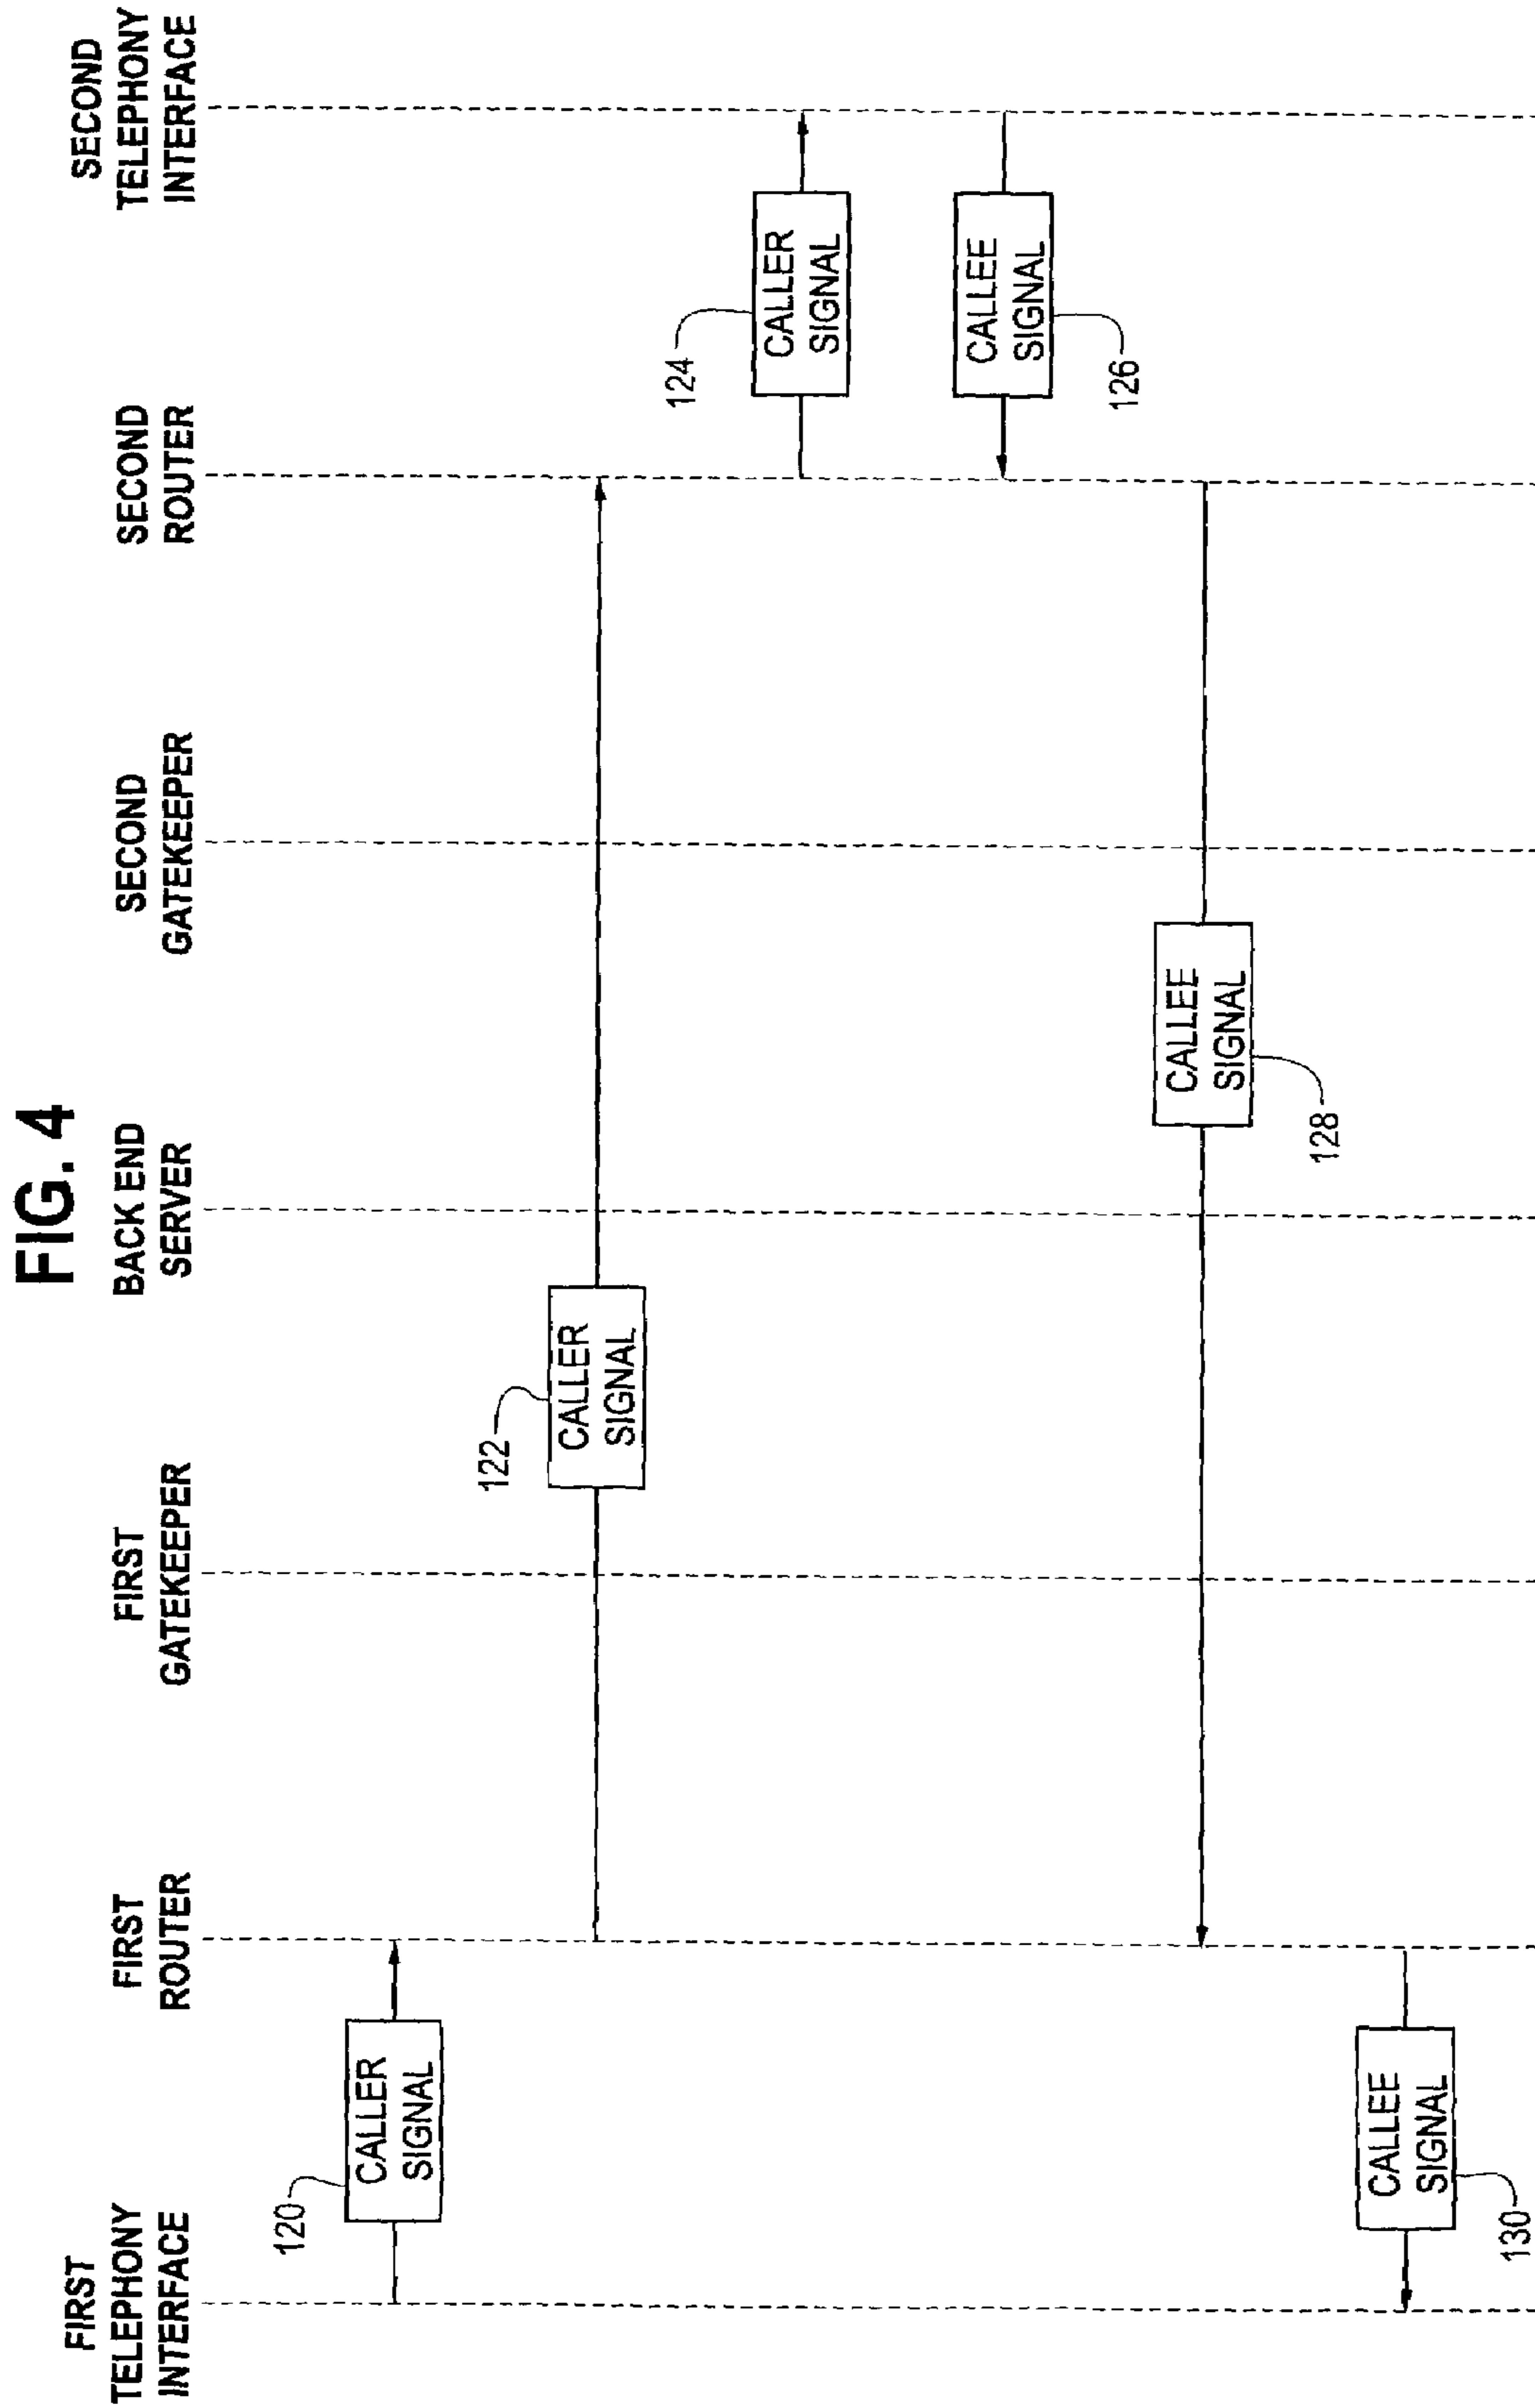 FIG. 4
FIRST
TELEPHONY
INTERFACE
FIRST
ROUTER
FIRST
GATEKEEPER
BACK END
SERVER
SECOND
GATEKEEPER
SECOND
ROUTER
SECOND
TELEPHONY
INTERFACE
120
CALLER
SIGNAL
122
CALLER
SIGNAL
124
CALLER
SIGNAL
CALLEE
SIGNAL
126
CALLEE
SIGNAL
128
CALLEE
SIGNAL
130